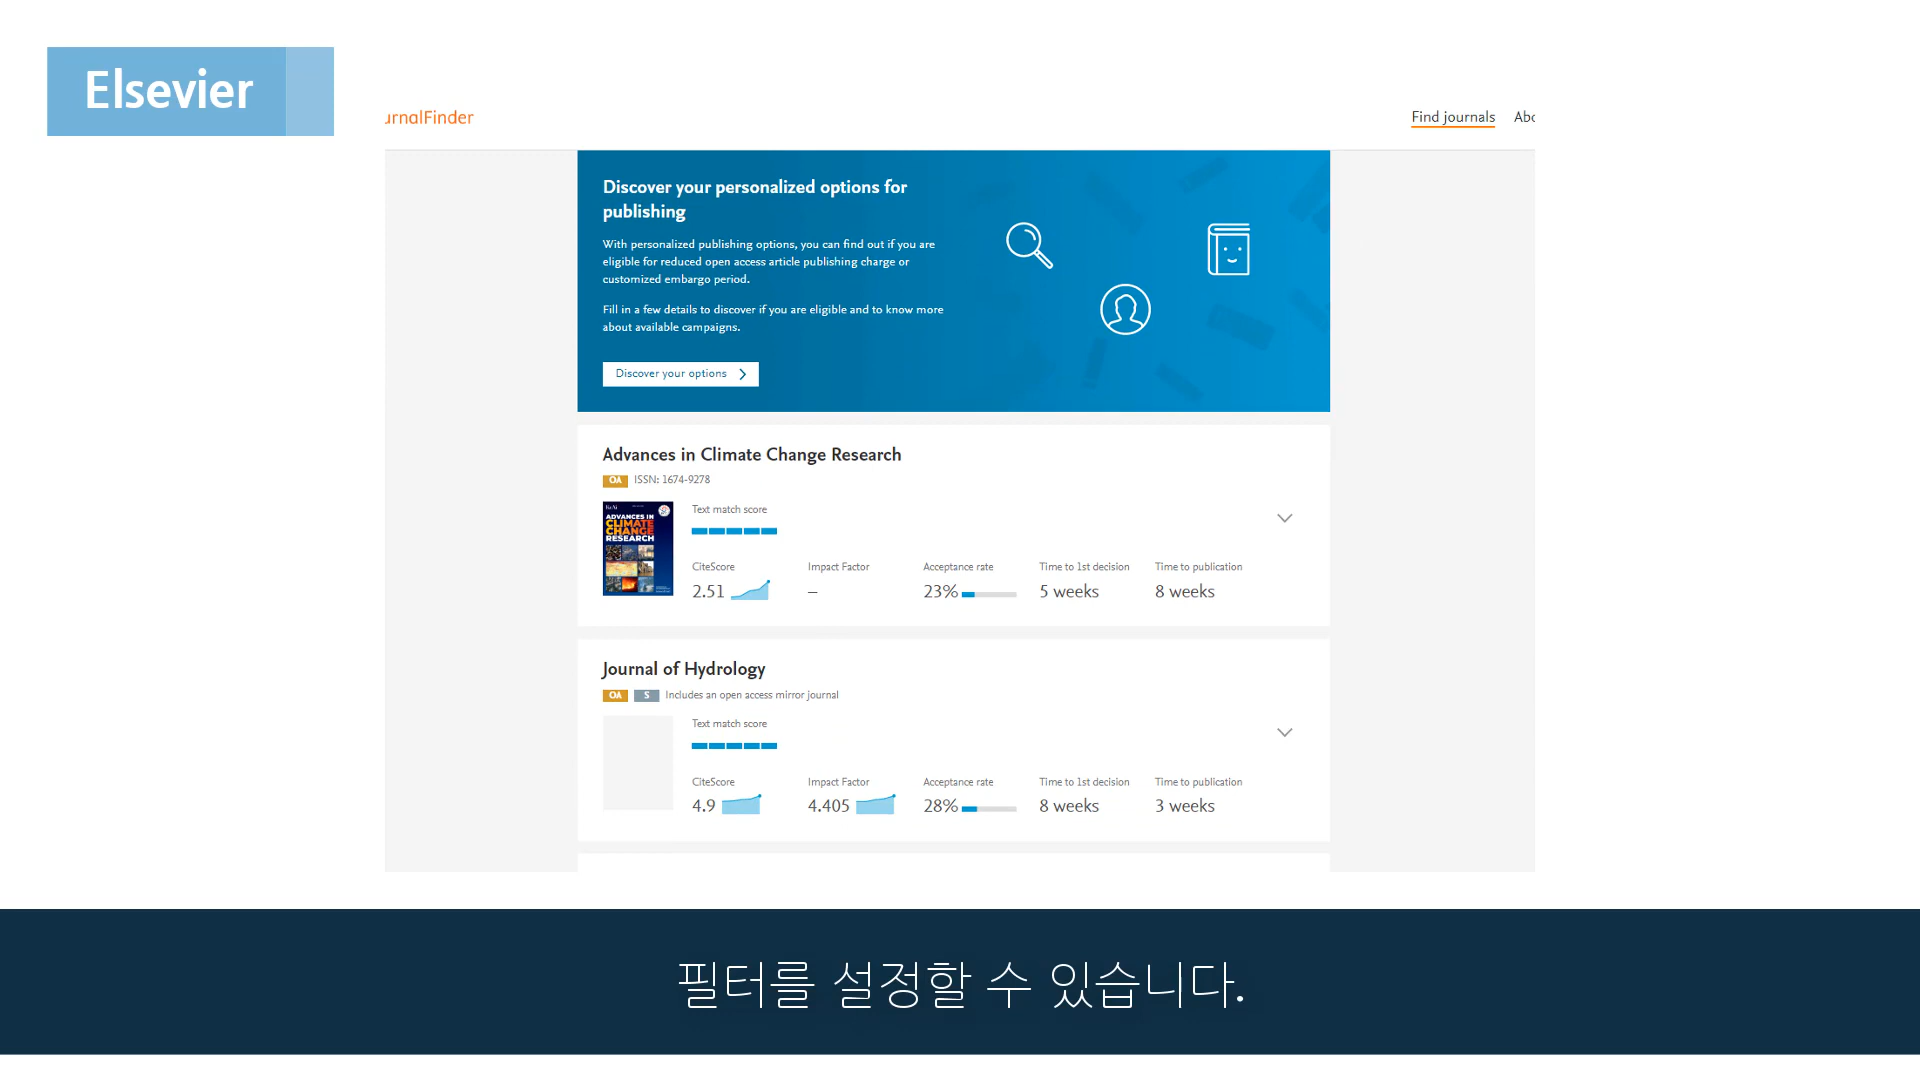 Elsevier
urnalFinder
Find journals
Discover your personalized options for
publishing
With personalized publishing options, you can find out if you are
eligible for reduced open access article publishing charge or
customized embargo period.
Fill in a few details to discover if you are eligible and to know more
about available campaigns.
Discover your options
Advances in Climate Change Research
OA ISSN: 1674-9278
ADVANCES IN
CLIMATE
CHANGE
RESEARCH
Text match score
CiteScore Impact Factor Acceptance rate Time to 1st decision Time to publication
2.51 – 23% 5 weeks 8 weeks
Journal of Hydrology
OA S Includes an open access mirror journal
Text match score
CiteScore Impact Factor Acceptance rate Time to 1st decision Time to publication
4.9 4.405 28% 8 weeks 3 weeks
필터를 설정할 수 있습니다.